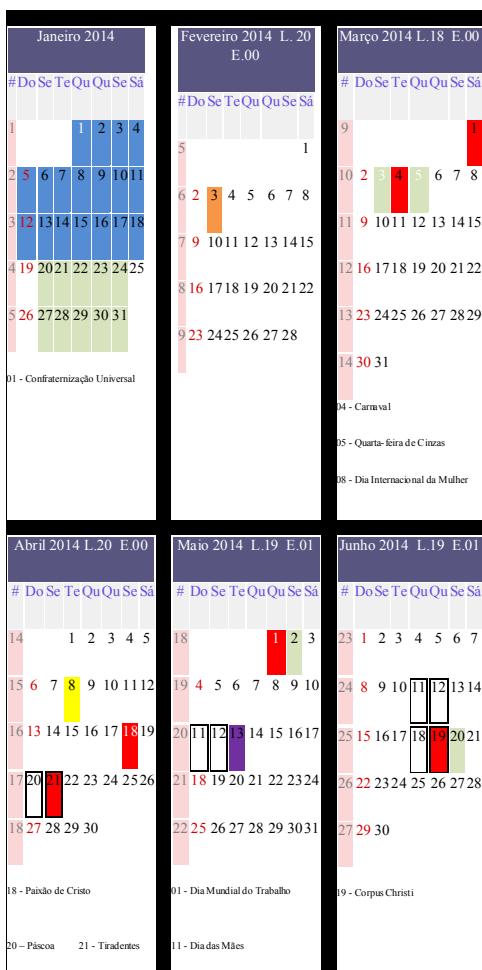 Janeiro 2014
# Do Se Te Qu Qu Se Sá
1 1 2 3 4
2 5 6 7 8 9 10 11
3 12 13 14 15 16 17 18
4 19 20 21 22 23 24 25
5 26 27 28 29 30 31
01 - Confraternização Universal
Fevereiro 2014 L. 20
E.00
# Do Se Te Qu Qu Se Sá
5 1
6 2 3 4 5 6 7 8
7 9 10 11 12 13 14 15
8 16 17 18 19 20 21 22
9 23 24 25 26 27 28
Março 2014 L.18 E.00
# Do Se Te Qu Qu Se Sá
9 1
10 2 3 4 5 6 7 8
11 9 10 11 12 13 14 15
12 16 17 18 19 20 21 22
13 23 24 25 26 27 28 29
14 30 31
04 - Carnaval
05 - Quarta-feira de Cinzas
08 - Dia Internacional da Mulher
Abril 2014 L.20 E.00
# Do Se Te Qu Qu Se Sá
14 1 2 3 4 5
15 6 7 8 9 10 11 12
16 13 14 15 16 17 18 19
17 20 21 22 23 24 25 26
18 27 28 29 30
18 - Paixão de Cristo
20 – Páscoa 21 - Tiradentes
Maio 2014 L.19 E.01
# Do Se Te Qu Qu Se Sá
18 1 2 3
19 4 5 6 7 8 9 10
20 11 12 13 14 15 16 17
21 18 19 20 21 22 23 24
22 25 26 27 28 29 30 31
01 - Dia Mundial do Trabalho
11 - Dia das Mães
Junho 2014 L.19 E.01
# Do Se Te Qu Qu Se Sá
23 1 2 3 4 5 6 7
24 8 9 10 11 12 13 14
25 15 16 17 18 19 20 21
26 22 23 24 25 26 27 28
27 29 30
19 - Corpus Christi